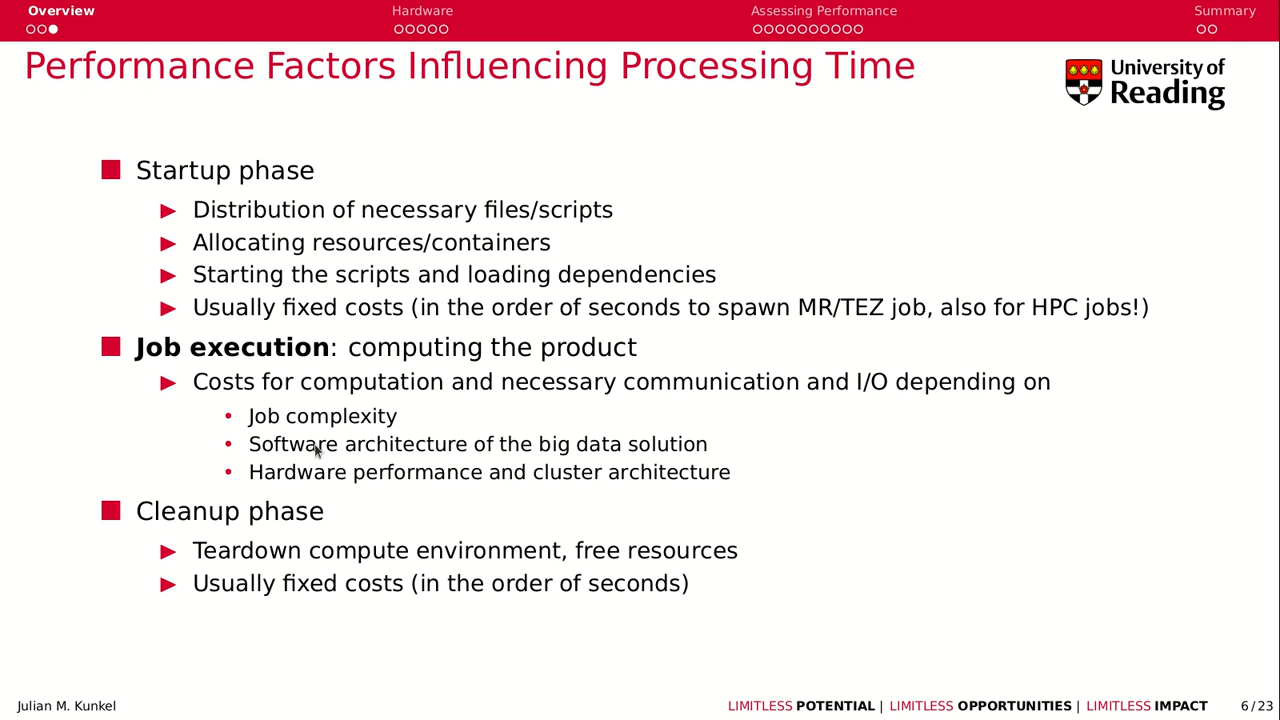 Overview Hardware Assessing Performance Summary
Performance Factors Influencing Processing Time
University of
Reading
Startup phase
Distribution of necessary files/scripts
Allocating resources/containers
Starting the scripts and loading dependencies
Usually fixed costs (in the order of seconds to spawn MR/TEZ job, also for HPC jobs!)
Job execution: computing the product
Costs for computation and necessary communication and I/O depending on
Job complexity
Software architecture of the big data solution
Hardware performance and cluster architecture
Cleanup phase
Teardown compute environment, free resources
Usually fixed costs (in the order of seconds)
Julian M. Kunkel LIMITLESS POTENTIAL | LIMITLESS OPPORTUNITIES | LIMITLESS IMPACT 6 / 23